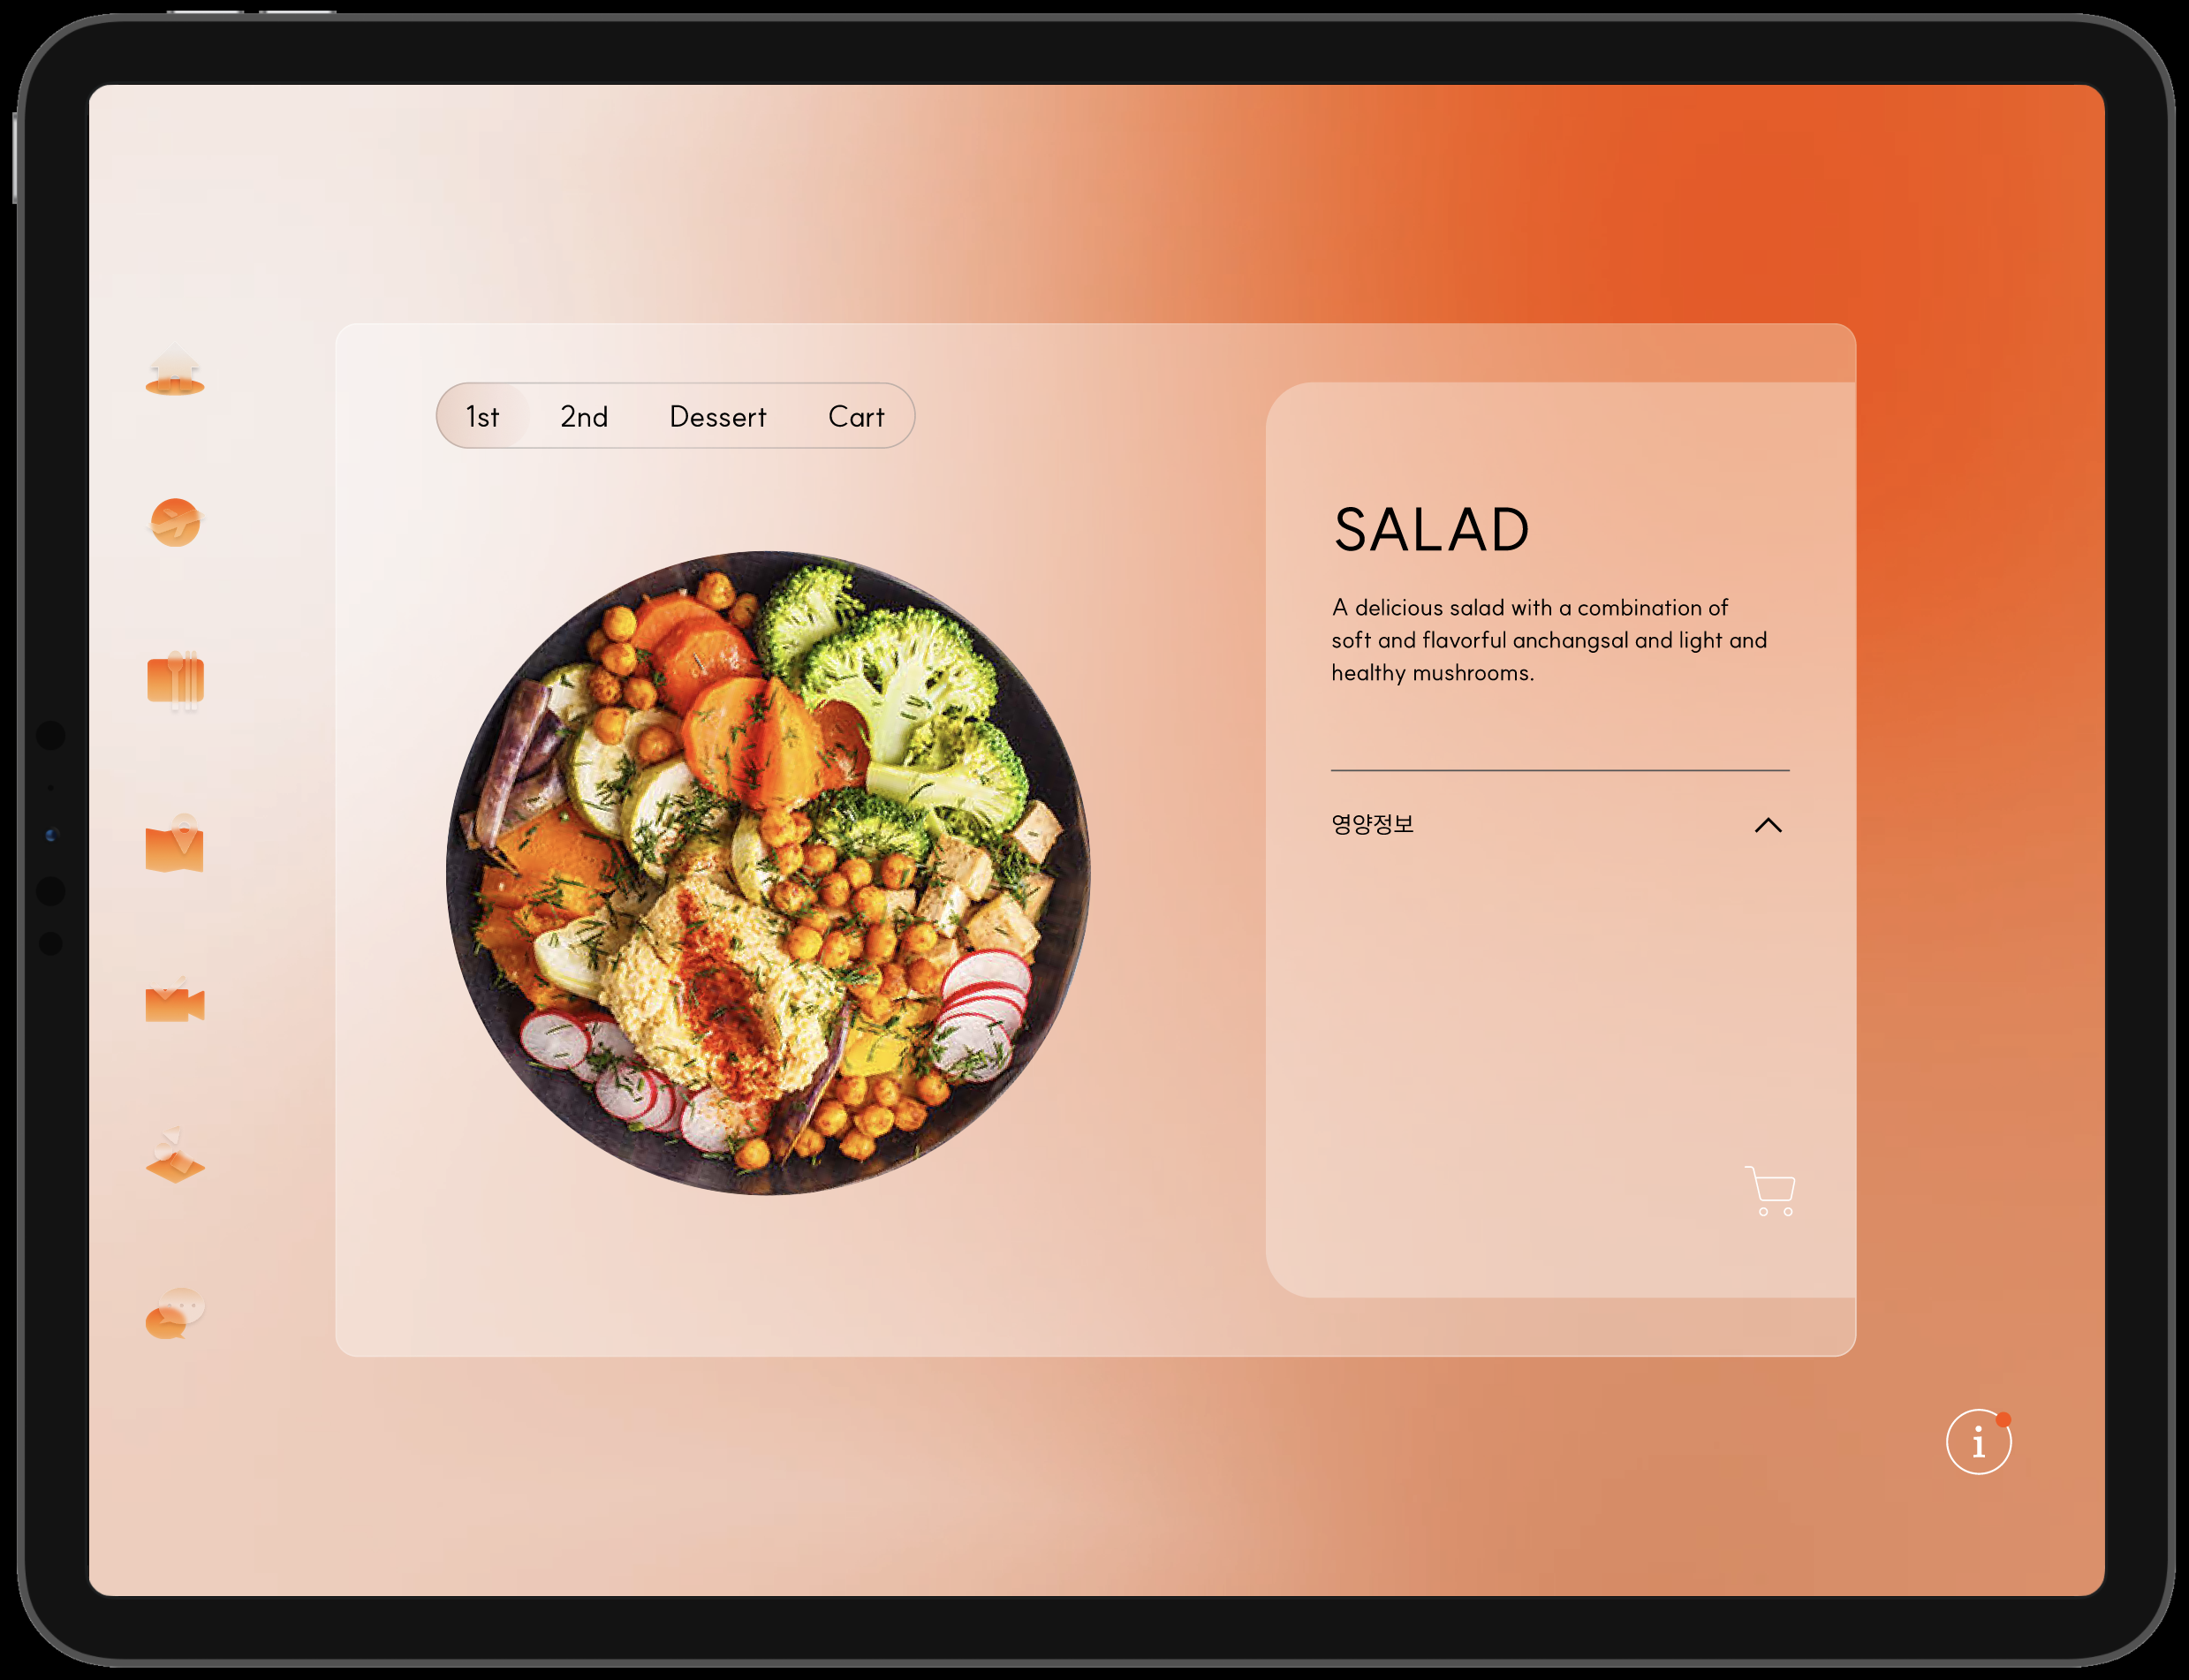 1st
2nd
Dessert
Cart
SALAD
A delicious salad with a combination of
soft and flavorful anchangsal and light and
healthy mushrooms.
영양정보
i